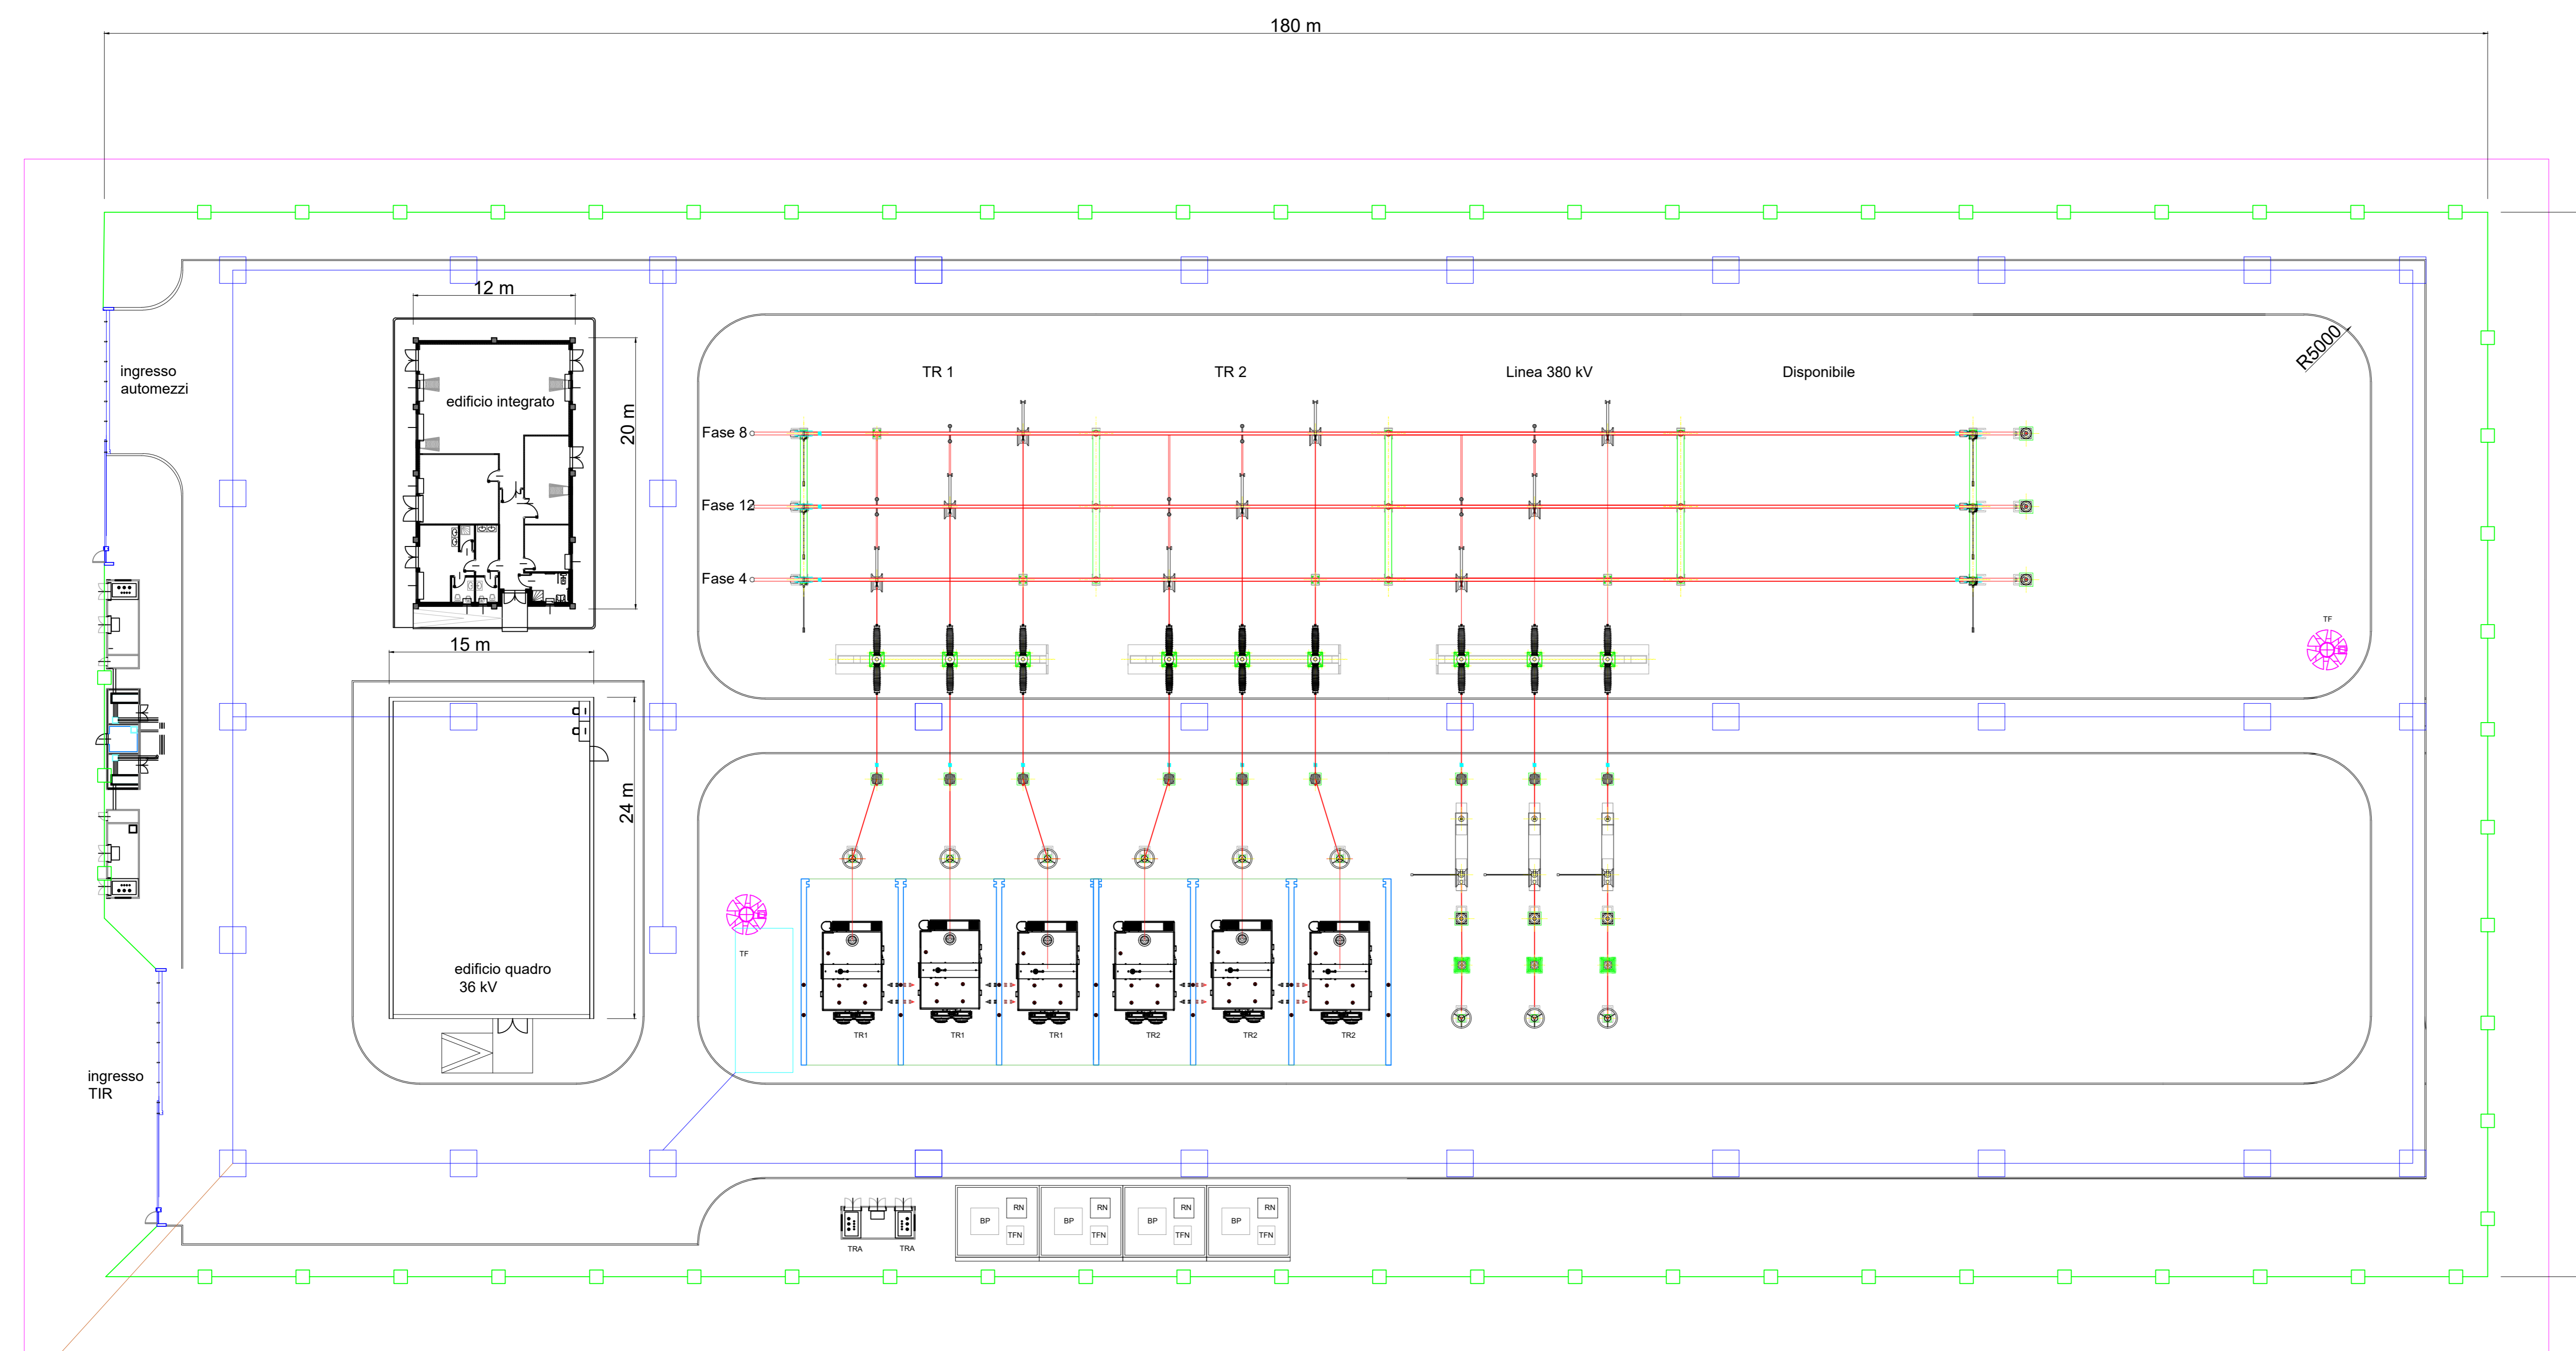 180 m
12 m
R5000
ingresso
automezzi
TR 1
TR 2
Linea 380 kV
Disponibile
edificio integrato
20 m
Fase 8
Fase 12
Fase 4
TF
15 m
24 m
TF
edificio quadro
36 kV
TR1
TR1
TR1
TR2
TR2
TR2
ingresso
TIR
BP
RN
TFN
BP
RN
TFN
BP
RN
TFN
BP
RN
TFN
TRA
TRA